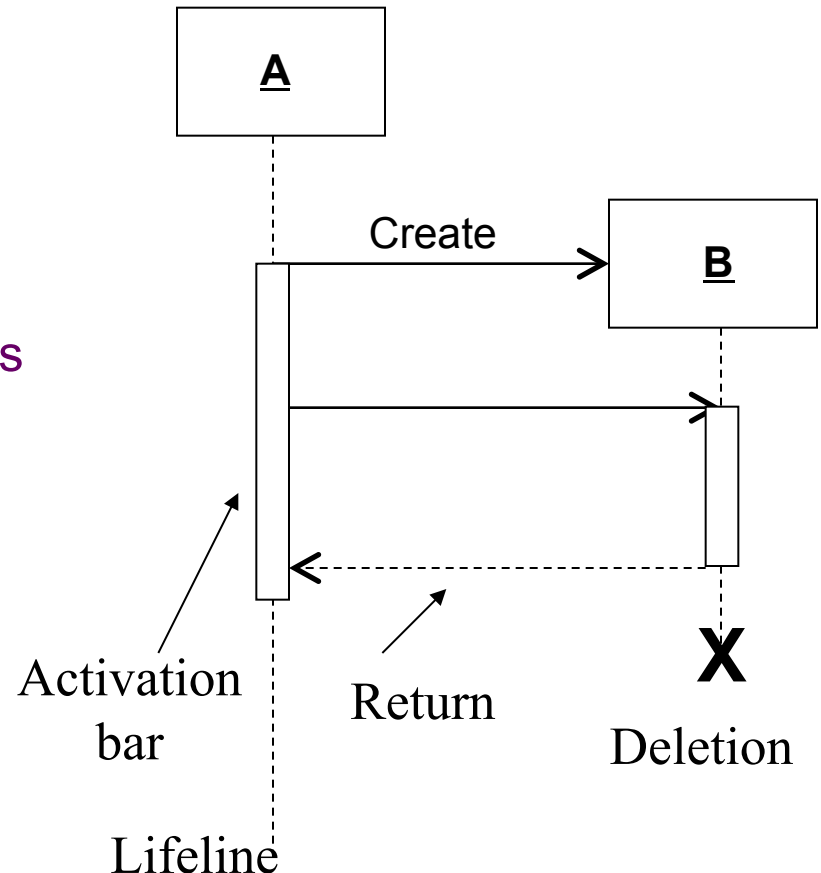 A
Create
B
s
Activation
bar
Return
X
Deletion
Lifeline